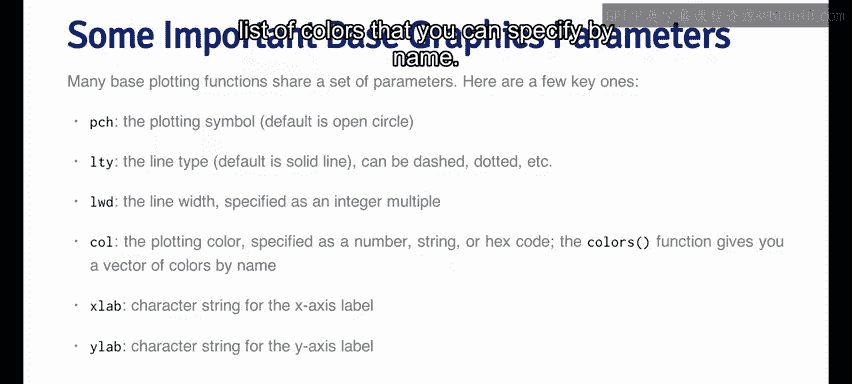 Some Important Base Graphics Parameters
list of colors that you can specify by
name.
Many base plotting functions share a set of parameters. Here are a few key ones:
· pch: the plotting symbol (default is open circle)
· lty: the line type (default is solid line), can be dashed, dotted, etc.
· lwd: the line width, specified as an integer multiple
· col: the plotting color, specified as a number, string, or hex code; the colors() function gives you
a vector of colors by name
· xlab: character string for the x-axis label
· ylab: character string for the y-axis label